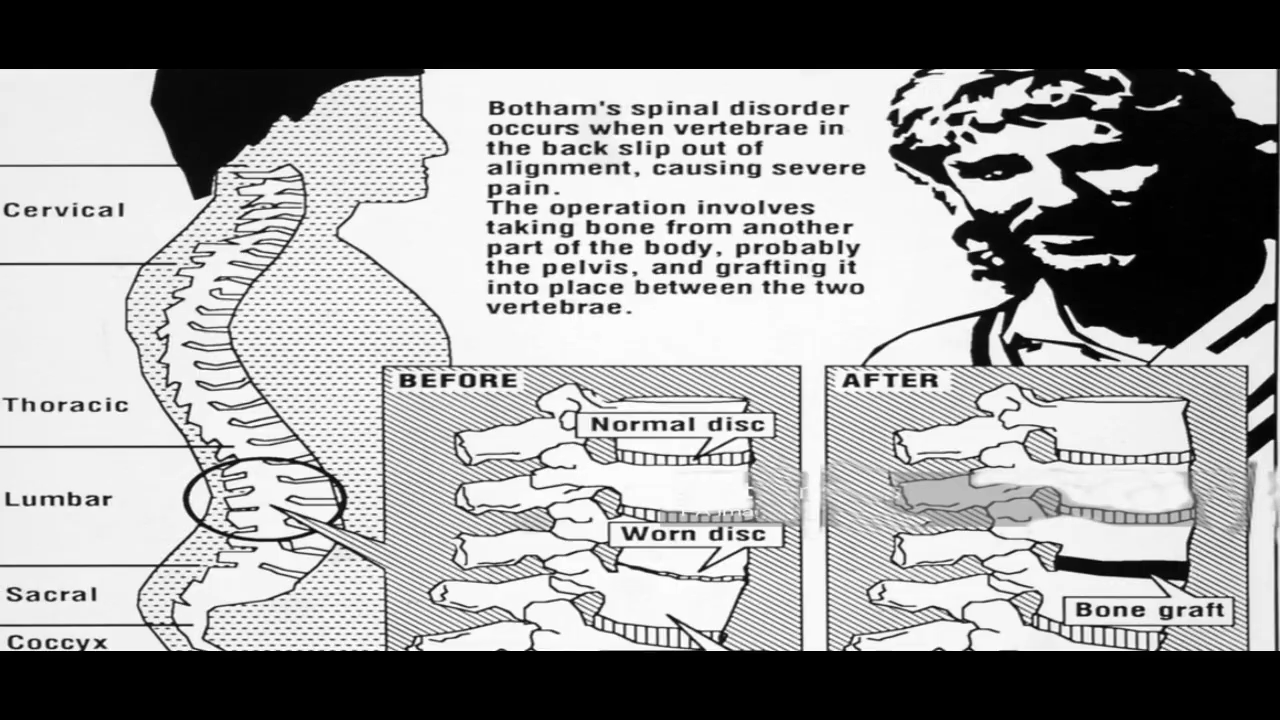 Botham's spinal disorder
occurs when vertebrae in
the back slip out of
alignment, causing severe
pain.
The operation involves
taking bone from another
part of the body, probably
the pelvis, and grafting it
into place between the two
vertebrae.
Cervical
Thoracic
Lumbar
Sacral
Coccyx
BEFORE
Normal disc
Worn disc
AFTER
Bone graft